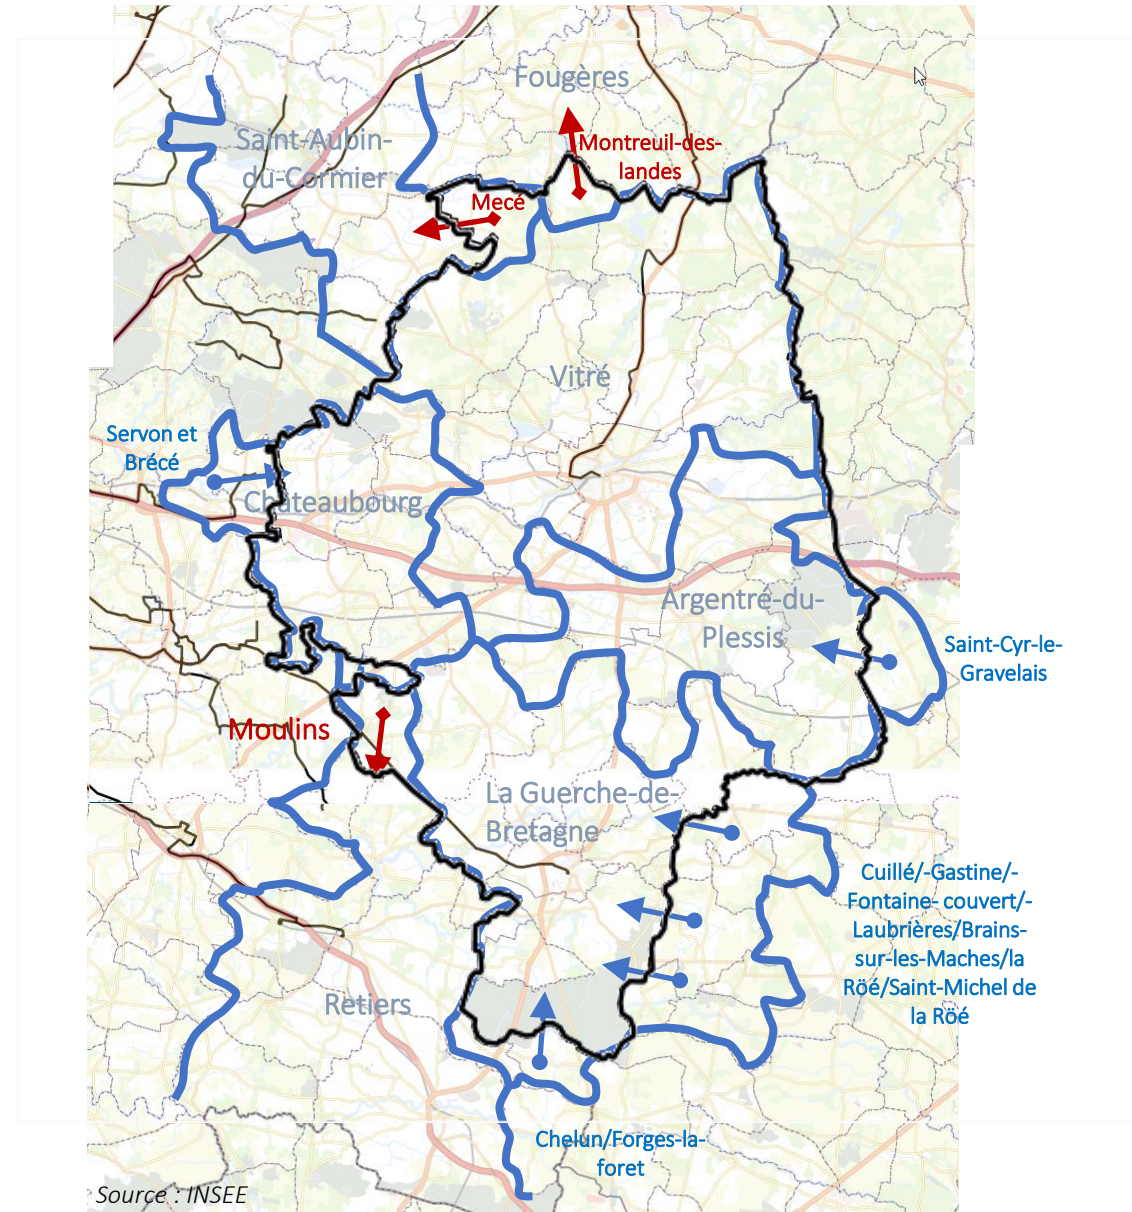 Fougères
Saint-Aubin-
du-Cormier
Montreuil-des-
landes
Mecé
Vitré
Servon et
Brécé
Châteaubourg
Argentré-du-
Plessis
Saint-Cyr-le-
Gravelais
Moulins
La Guerche-de-
Bretagne
Cuillé/-Gastine/-
Fontaine- couvert/-
Laubrières/Brains-
sur-les-Maches/la
Röé/Saint-Michel de
la Röé
Retiers
Chelun/Forges-la-
foret
Source : INSEE